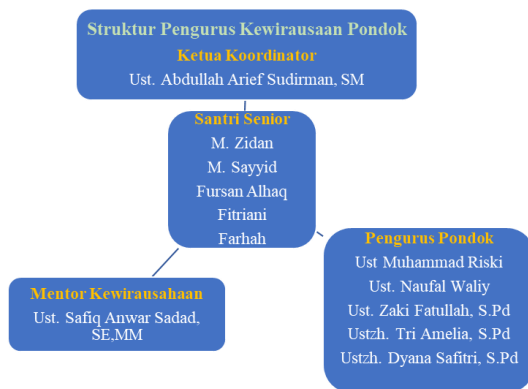 Struktur Pengurus Kewirusaan Pondok
Ketua Koordinator
Ust. Abdullah Arief Sudirman, SM
Santri Senior
M. Zidan
M. Sayyid
Fursan Alhaq
Fitriani
Farhah
Mentor Kewirausahaan
Ust. Safiq Anwar Sadad,
SE,MM
Pengurus Pondok
Ust Muhammad Riski
Ust. Naufal Waliy
Ust. Zaki Fatullah, S.Pd
Ustzh. Tri Amelia, S.Pd
Ustzh. Dyana Safitri, S.Pd